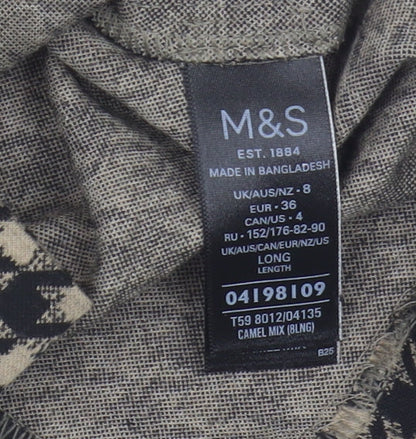 M&S
EST. 1884
MADE IN BANGLADESH
UK/AUS/NZ • 8
EUR • 36
CAN/US • 4
RU • 152/176-82-90
UK/AUS/CAN/EUR/NZ/US
LONG
LENGTH
04198109
T59 8012/04135
CAMEL MIX (BLNG)
B25